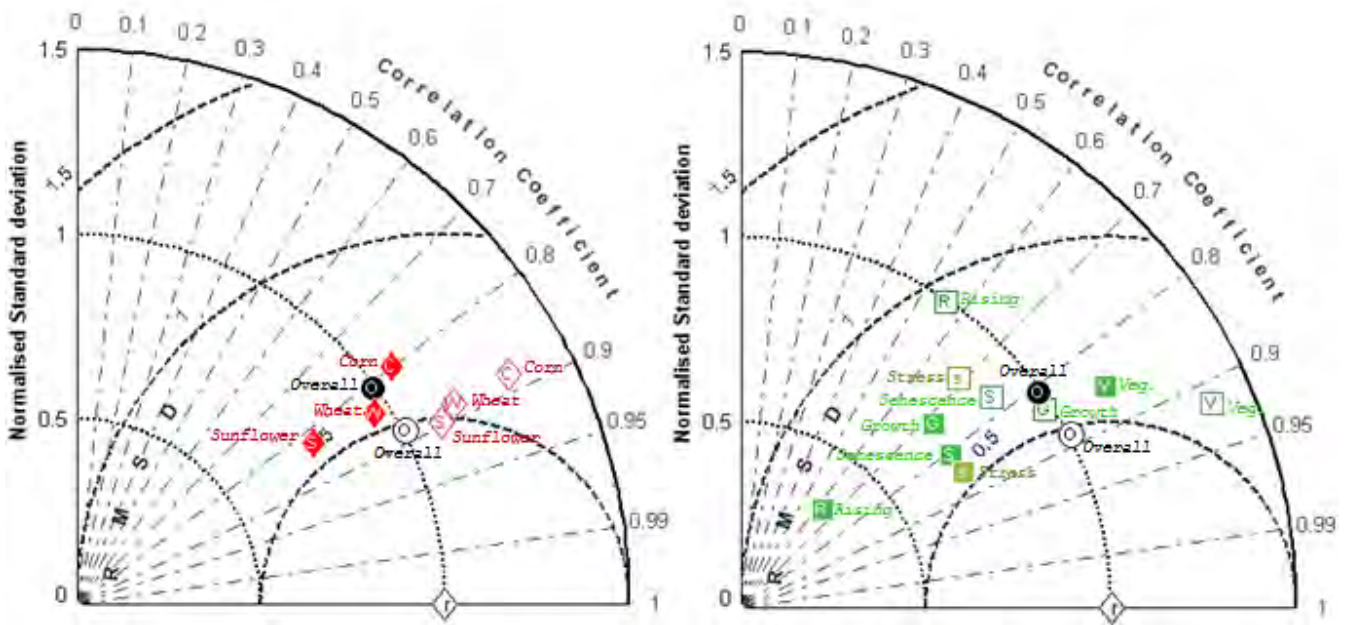 0
0.1
0.2
0.3
0.4
0.5
0.6
0.7
0.8
0.9
0.95
0.99
1
Correlation Coefficient
Normalised Standard deviation
1.5
1
0.5
0
1.5
1
R M S D
Corn C
Overall O
Wheat
Sunflower S
5
C Corn
Wheat
S Sunflower
O
Overall
r
0
0.1
0.2
0.3
0.4
0.5
0.6
0.7
0.8
0.9
0.95
0.99
1
Correlation Coefficient
Normalised Standard deviation
1.5
1
0.5
0
1.5
1
0.5
R M S D
R Rising
Stress s
Senescence S
Overall
O
V Veg.
V Veg.
G Growth
Growth G
O
Overall
Senescence S
S Stress
R Rising
r